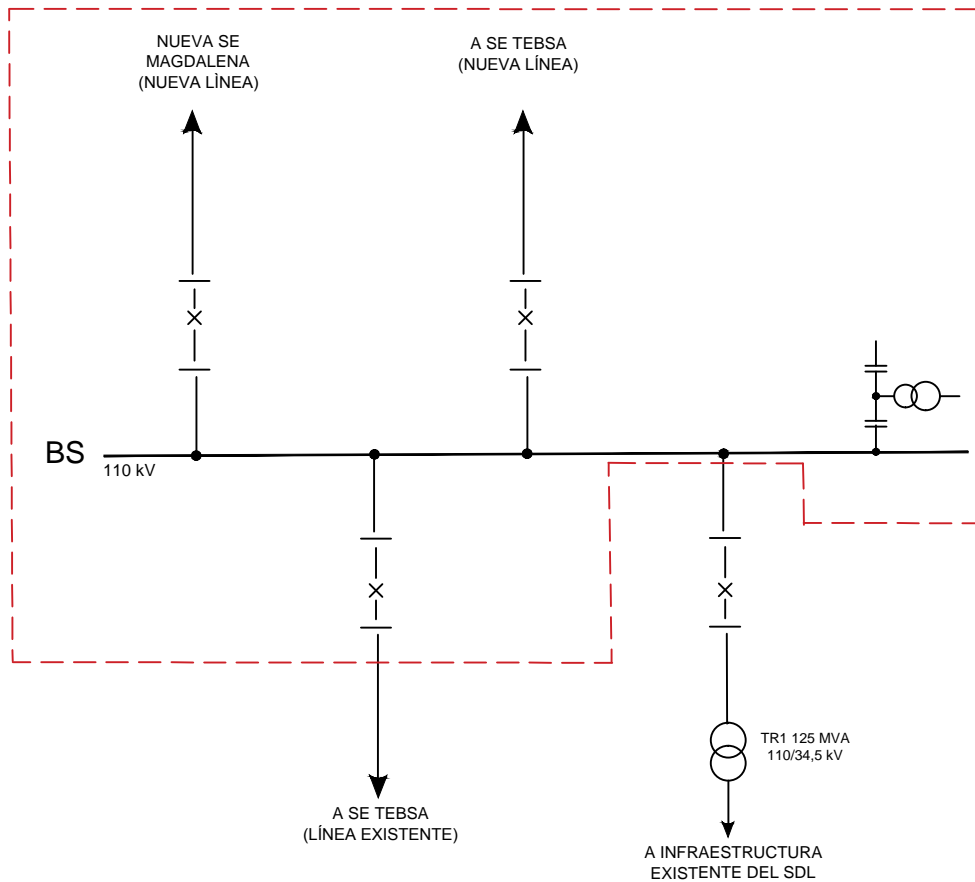 NUEVA SE
MAGDALENA
(NUEVA LÌNEA)
A SE TEBSA
(NUEVA LÍNEA)
BS
110 kV
TR1 125 MVA
110/34,5 kV
A SE TEBSA
(LÍNEA EXISTENTE)
A INFRAESTRUCTURA
EXISTENTE DEL SDL